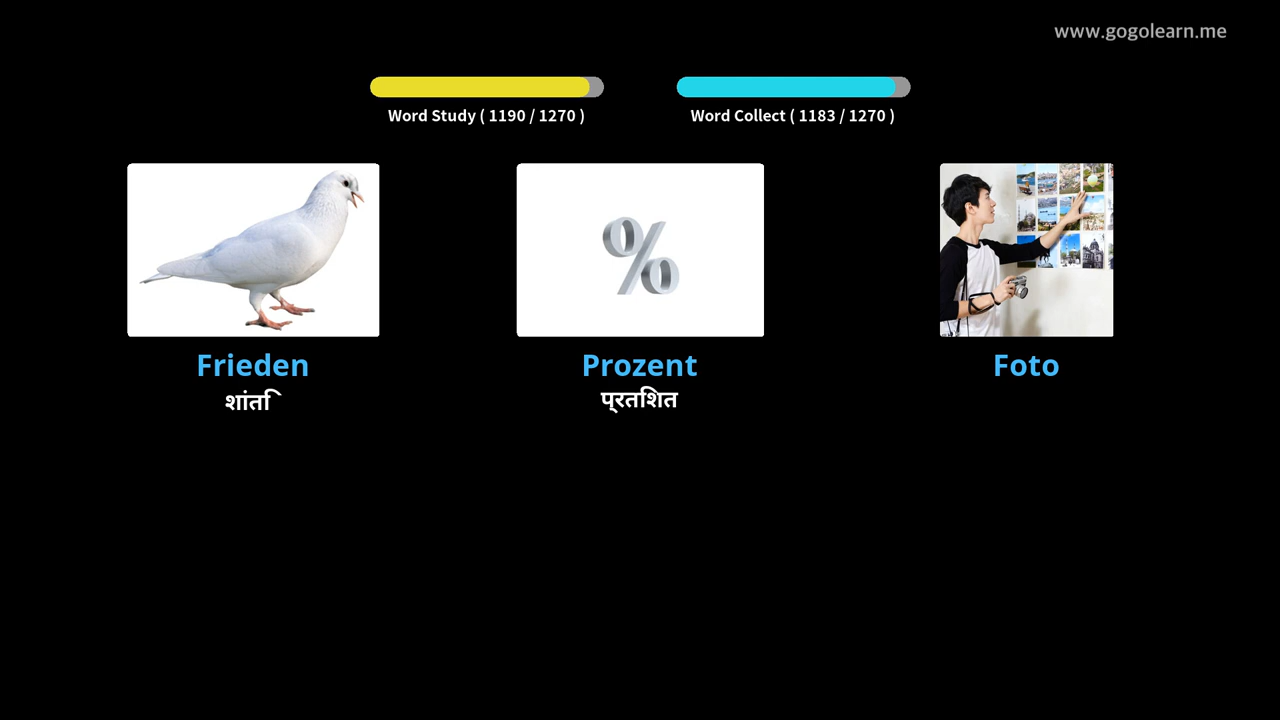 www.gogolearn.me
Word Study ( 1190 / 1270 )
Word Collect ( 1183 / 1270 )
Frieden
Prozent
Foto
शांति
प्रतिशत